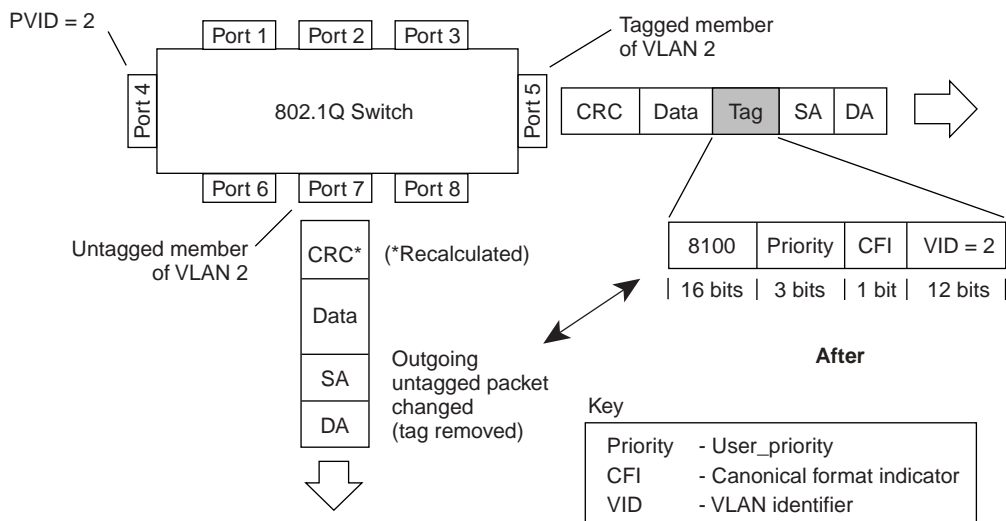 PVID = 2
Port 1
Port 2
Port 3
Tagged member
of VLAN 2
Port 4
802.1Q Switch
Port 5
CRC
Data
Tag
SA
DA
Port 6
Port 7
Port 8
Untagged member
of VLAN 2
CRC*
(*Recalculated)
Data
SA
DA
Outgoing
untagged packet
changed
(tag removed)
8100
Priority
CFI
VID = 2
16 bits
3 bits
1 bit
12 bits
After
Key
Priority - User_priority
CFI - Canonical format indicator
VID - VLAN identifier